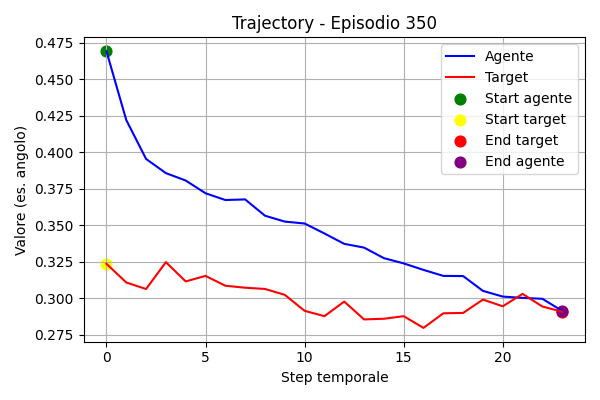 Trajectory - Episodio 350
Valore (es. angolo)
0.475
0.450
0.425
0.400
0.375
0.350
0.325
0.300
0.275
Agente
Target
Start agente
Start target
End target
End agente
0 5 10 15 20
Step temporale